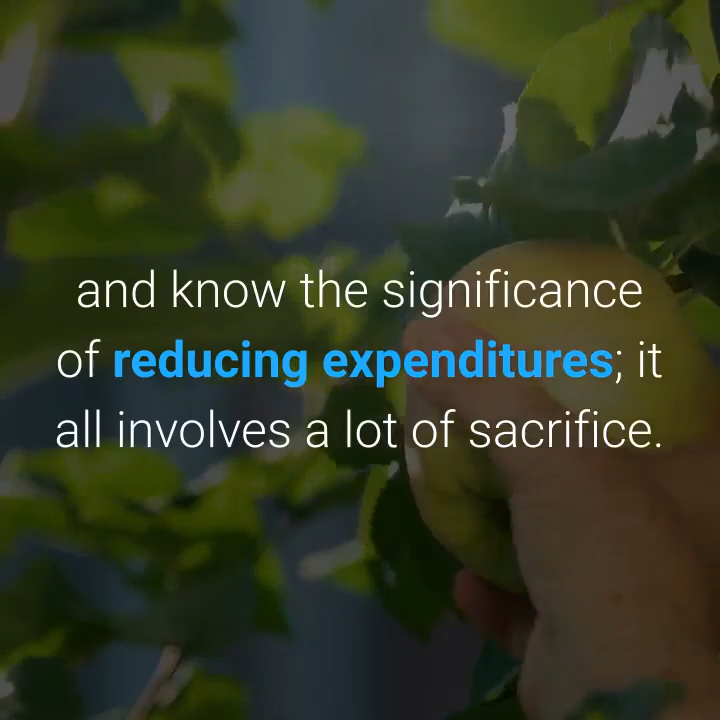 and know the significance
of reducing expenditures; it
all involves a lot of sacrifice.